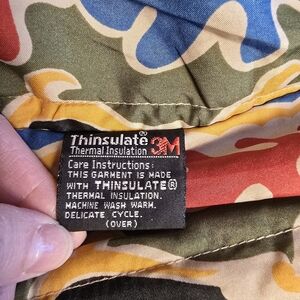 Thinsulate®
Thermal Insulation 3M
Care Instructions:
THIS GARMENT IS MADE
WITH THINSULATE®
THERMAL INSULATION.
MACHINE WASH WARM,
DELICATE CYCLE.
(OVER)